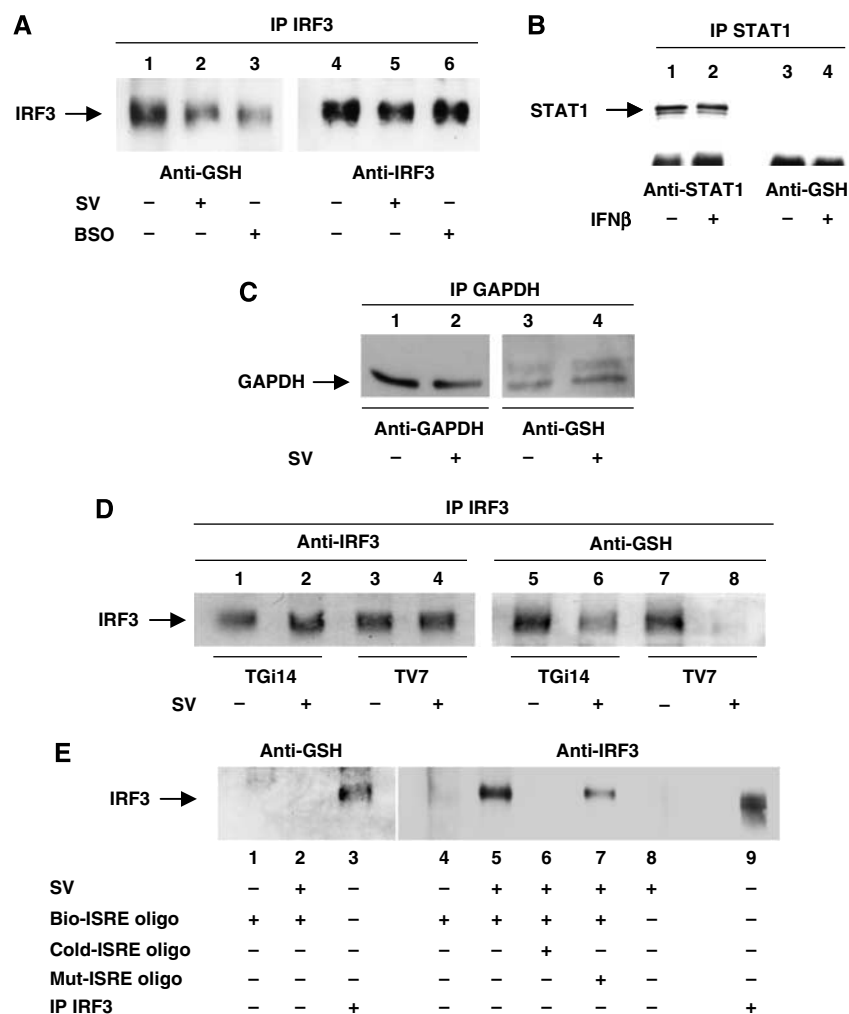 A
IP IRF3
1 2 3 4 5 6
IRF3
Anti-GSH Anti-IRF3
SV – + – – + –
BSO – – + – – +
B
IP STAT1
1 2 3 4
STAT1
Anti-STAT1 Anti-GSH
IFNβ – + – +
C
IP GAPDH
1 2 3 4
GAPDH
Anti-GAPDH Anti-GSH
SV – + – +
D
IP IRF3
Anti-IRF3 Anti-GSH
1 2 3 4 5 6 7 8
IRF3
TGi14 TV7 TGi14 TV7
SV – + – + – + – +
E
Anti-GSH Anti-IRF3
IRF3
1 2 3 4 5 6 7 8 9
SV – + – – + + + + –
Bio-ISRE oligo + + – + + + + – –
Cold-ISRE oligo – – – – – + – – –
Mut-ISRE oligo – – – – – – + – –
IP IRF3 – – + – – – – – +